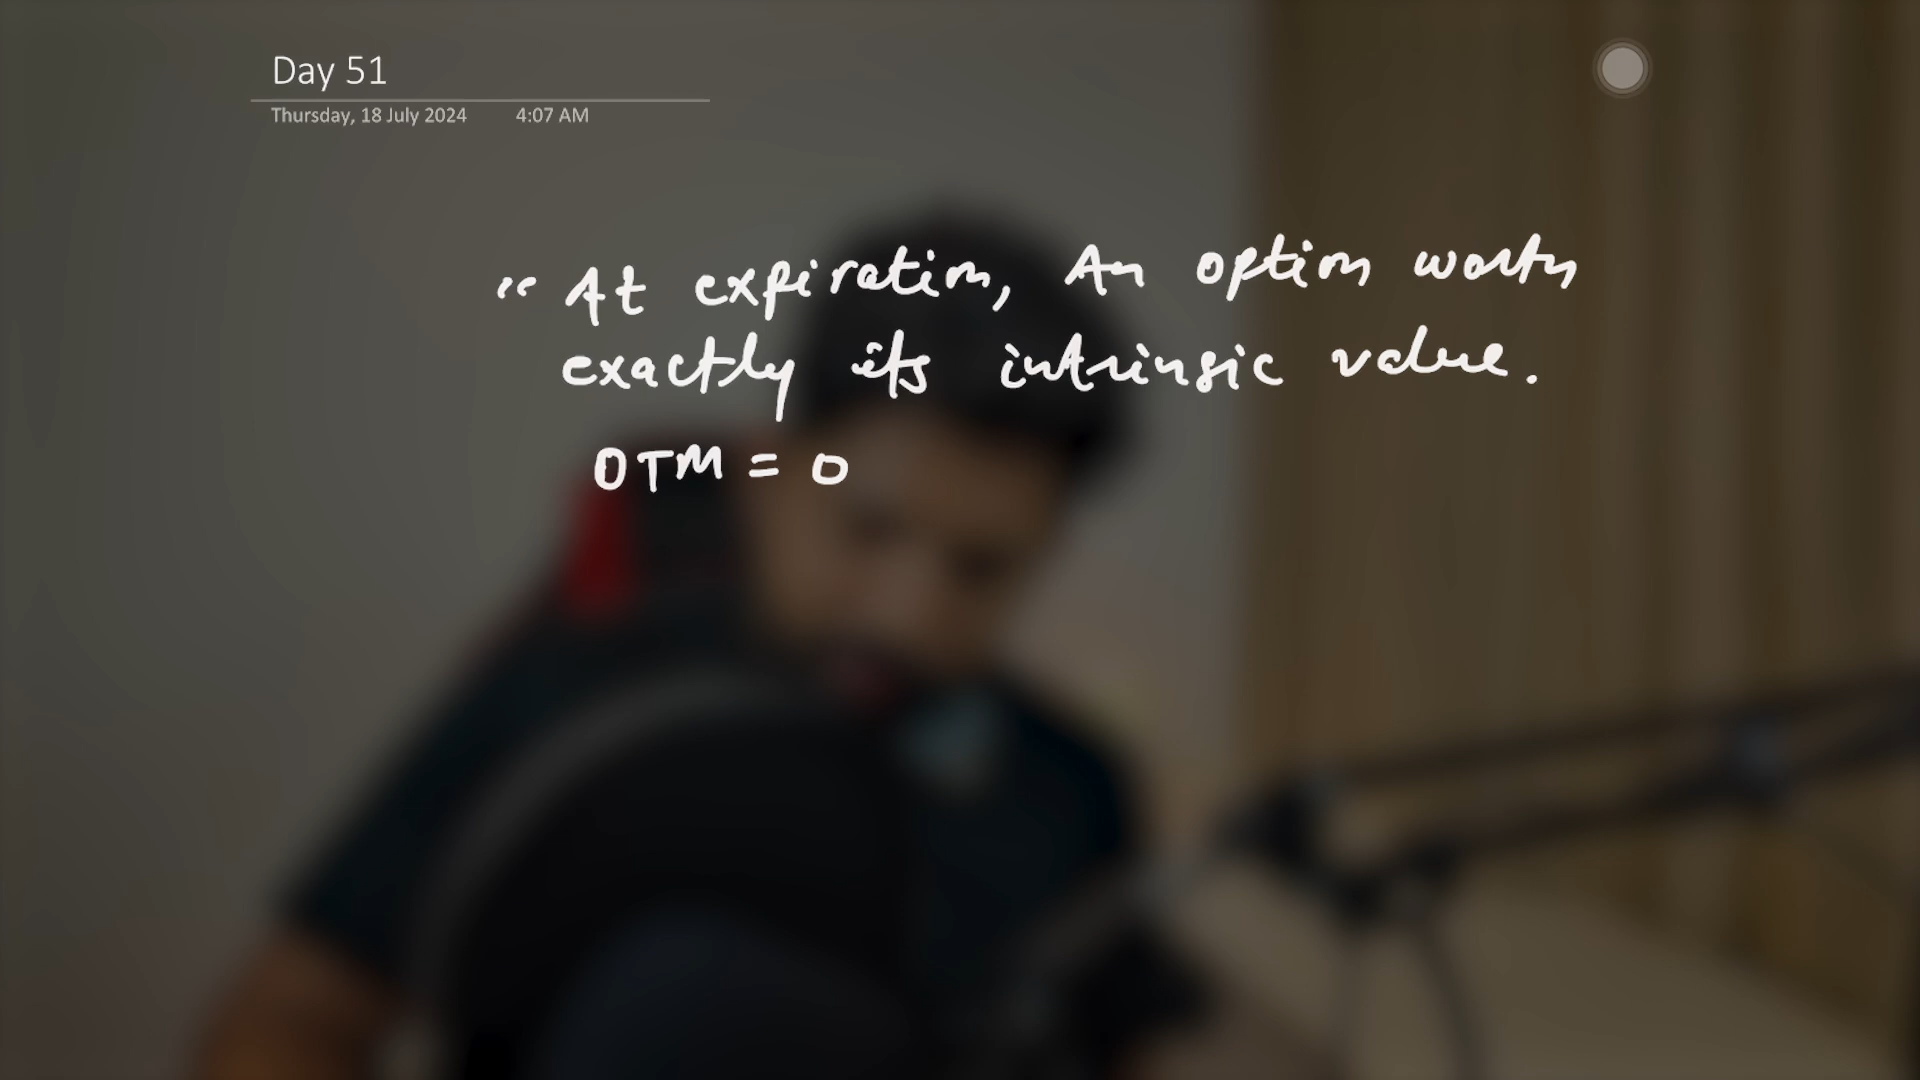 Day 51
Thursday, 18 July 2024 4:07 AM
“ At expiration, An option worth
exactly its intrinsic value.
OTM = 0